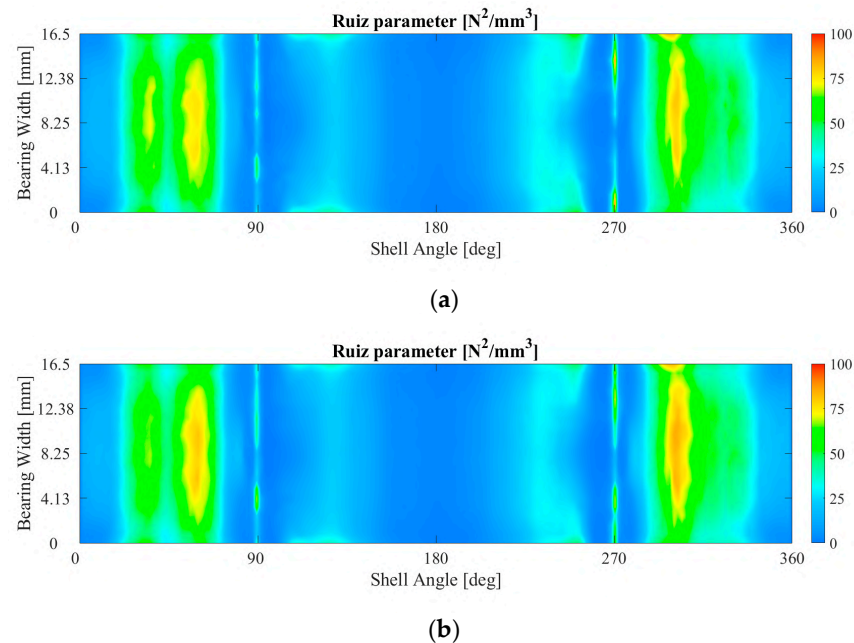 Ruiz parameter [N²/mm³]
16.5
12.38
8.25
4.13
0
Bearing Width [mm]
0 90 180 270 360
Shell Angle [deg]
100
75
50
25
0
(a)
Ruiz parameter [N²/mm³]
16.5
12.38
8.25
4.13
0
Bearing Width [mm]
0 90 180 270 360
Shell Angle [deg]
100
75
50
25
0
(b)